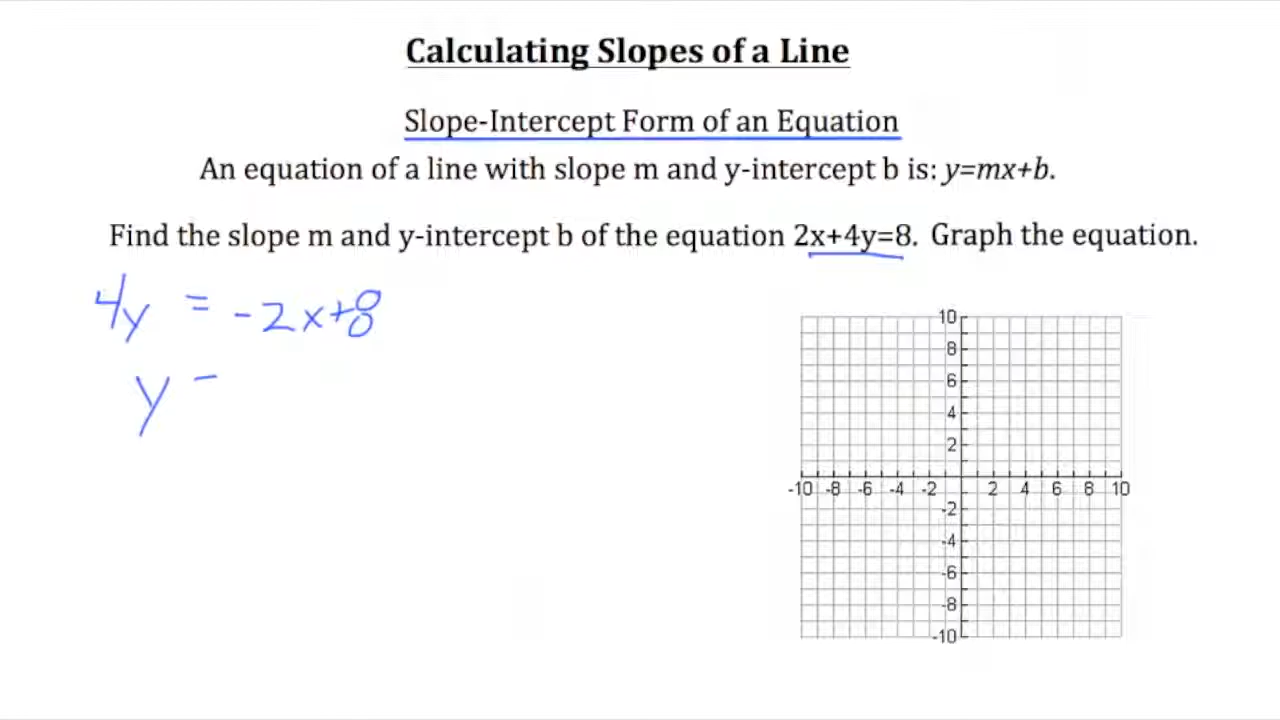 Calculating Slopes of a Line
Slope-Intercept Form of an Equation
An equation of a line with slope m and y-intercept b is: y=mx+b.
Find the slope m and y-intercept b of the equation 2x+4y=8. Graph the equation.
4y = -2x+8
y =
10
8
6
4
2
-10 -8 -6 -4 -2 2 4 6 8 10
-2
-4
-6
-8
-10